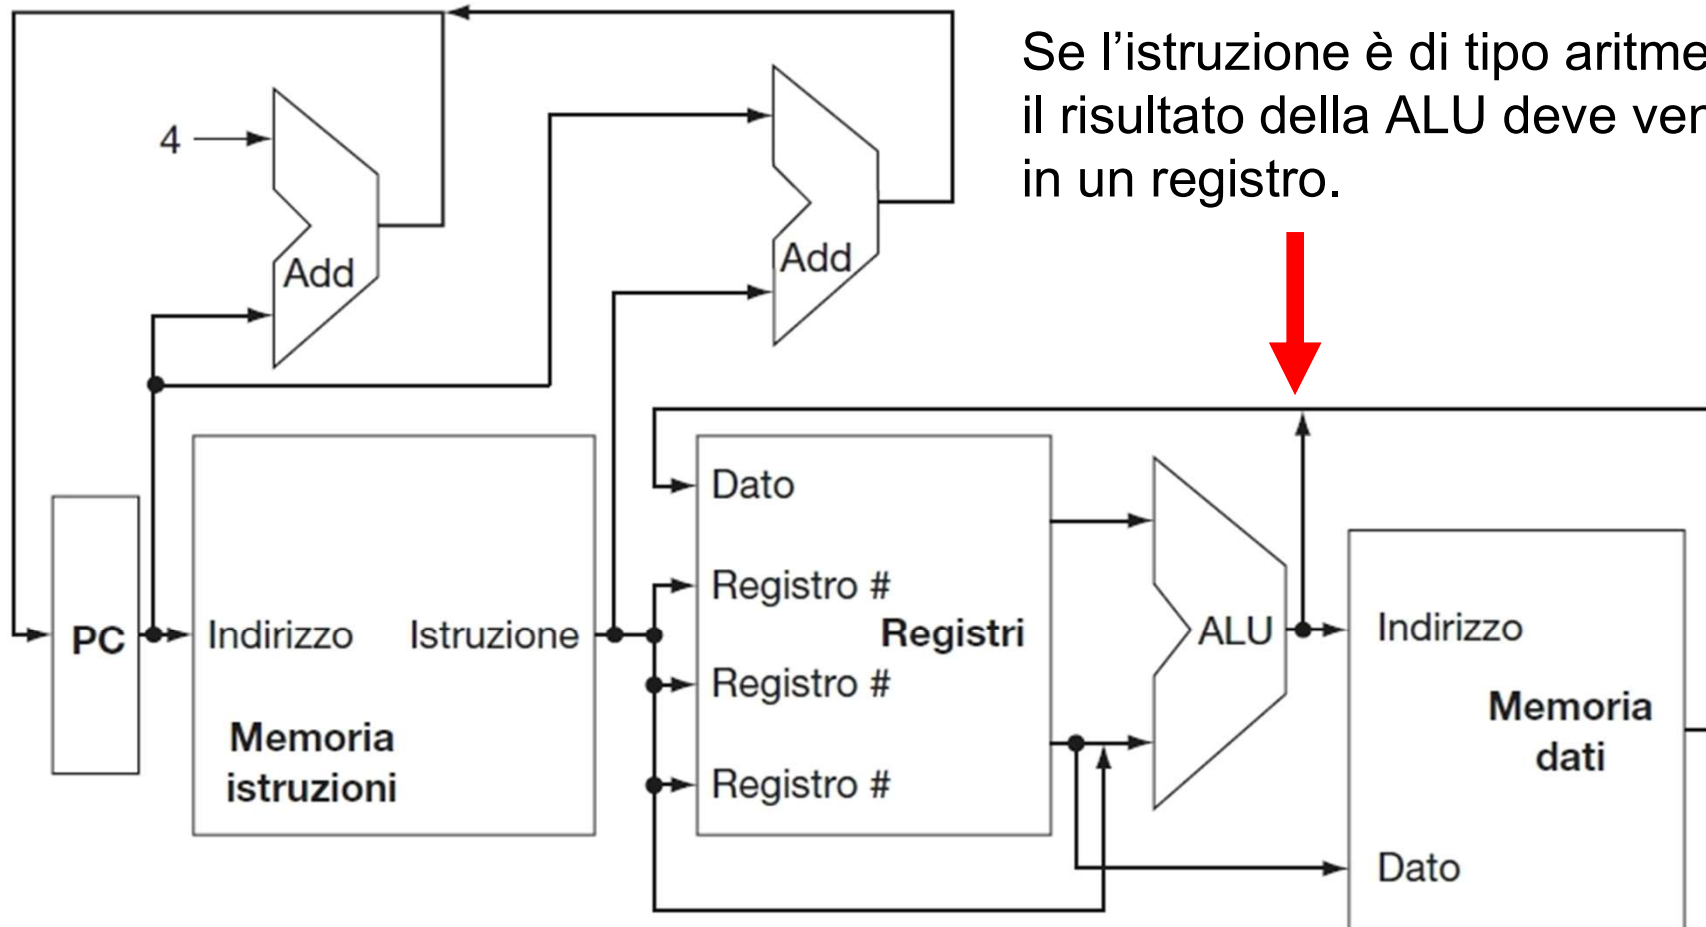 Se l'istruzione è di tipo aritme
il risultato della ALU deve ven
in un registro.
4
Add
Add
PC
Indirizzo
Istruzione
Memoria
istruzioni
Dato
Registro #
Registri
Registro #
Registro #
ALU
Indirizzo
Memoria
dati
Dato